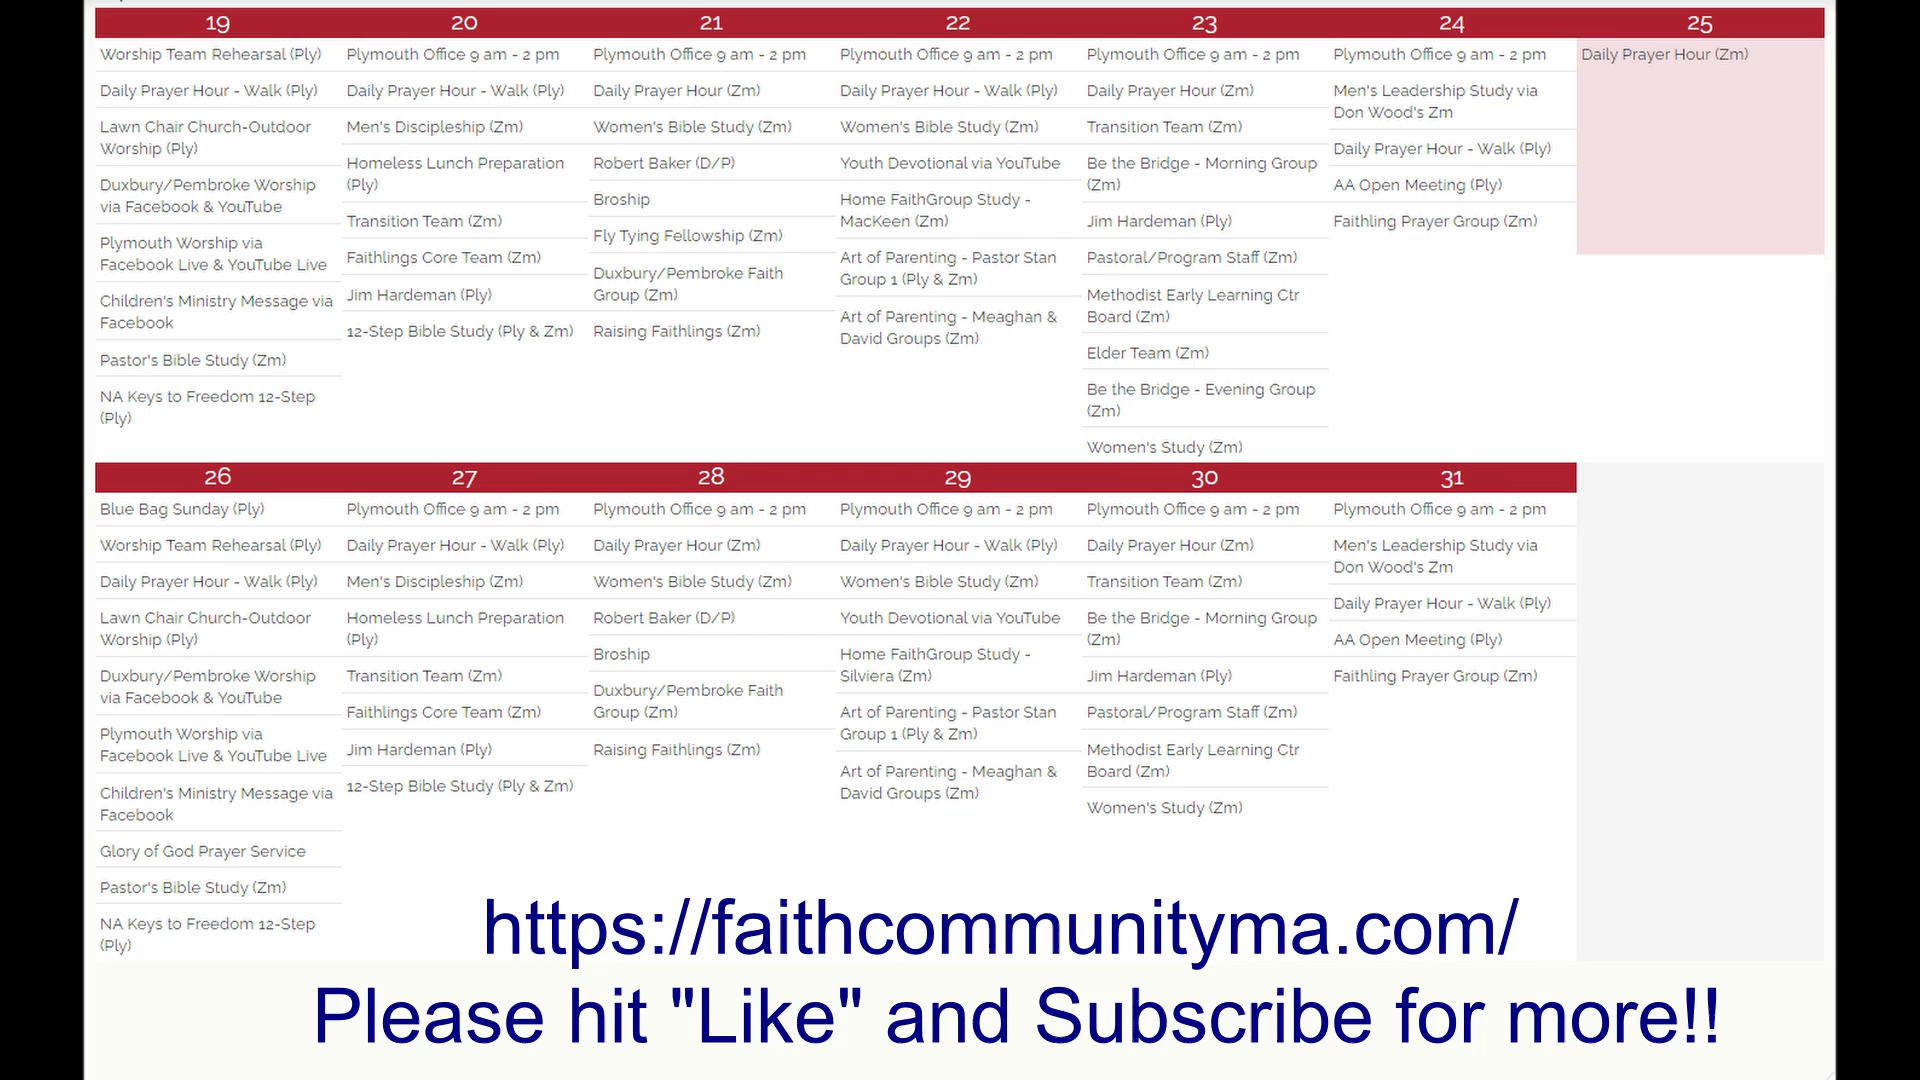 19
Worship Team Rehearsal (Ply)
Daily Prayer Hour - Walk (Ply)
Lawn Chair Church-Outdoor
Worship (Ply)
Duxbury/Pembroke Worship
via Facebook & YouTube
Plymouth Worship via
Facebook Live & YouTube Live
Children's Ministry Message via
Facebook
Pastor's Bible Study (Zm)
NA Keys to Freedom 12-Step
(Ply)
20
Plymouth Office 9 am - 2 pm
Daily Prayer Hour - Walk (Ply)
Men's Discipleship (Zm)
Homeless Lunch Preparation
(Ply)
Transition Team (Zm)
Faithlings Core Team (Zm)
Jim Hardeman (Ply)
12-Step Bible Study (Ply & Zm)
21
Plymouth Office 9 am - 2 pm
Daily Prayer Hour (Zm)
Women's Bible Study (Zm)
Robert Baker (D/P)
Broship
Fly Tying Fellowship (Zm)
Duxbury/Pembroke Faith
Group (Zm)
Raising Faithlings (Zm)
22
Plymouth Office 9 am - 2 pm
Daily Prayer Hour - Walk (Ply)
Women's Bible Study (Zm)
Youth Devotional via YouTube
Home FaithGroup Study -
MacKeen (Zm)
Art of Parenting - Pastor Stan
Group 1 (Ply & Zm)
Art of Parenting - Meaghan &
David Groups (Zm)
23
Plymouth Office 9 am - 2 pm
Daily Prayer Hour (Zm)
Transition Team (Zm)
Be the Bridge - Morning Group
(Zm)
Jim Hardeman (Ply)
Pastoral/Program Staff (Zm)
Methodist Early Learning Ctr
Board (Zm)
Elder Team (Zm)
Be the Bridge - Evening Group
(Zm)
Women's Study (Zm)
24
Plymouth Office 9 am - 2 pm
Men's Leadership Study via
Don Wood's Zm
Daily Prayer Hour - Walk (Ply)
AA Open Meeting (Ply)
Faithling Prayer Group (Zm)
25
Daily Prayer Hour (Zm)
26
Blue Bag Sunday (Ply)
Worship Team Rehearsal (Ply)
Daily Prayer Hour - Walk (Ply)
Lawn Chair Church-Outdoor
Worship (Ply)
Duxbury/Pembroke Worship
via Facebook & YouTube
Plymouth Worship via
Facebook Live & YouTube Live
Children's Ministry Message via
Facebook
Glory of God Prayer Service
Pastor's Bible Study (Zm)
NA Keys to Freedom 12-Step
(Ply)
27
Plymouth Office 9 am - 2 pm
Daily Prayer Hour - Walk (Ply)
Men's Discipleship (Zm)
Homeless Lunch Preparation
(Ply)
Transition Team (Zm)
Faithlings Core Team (Zm)
Jim Hardeman (Ply)
12-Step Bible Study (Ply & Zm)
28
Plymouth Office 9 am - 2 pm
Daily Prayer Hour (Zm)
Women's Bible Study (Zm)
Robert Baker (D/P)
Broship
Duxbury/Pembroke Faith
Group (Zm)
Raising Faithlings (Zm)
29
Plymouth Office 9 am - 2 pm
Daily Prayer Hour - Walk (Ply)
Women's Bible Study (Zm)
Youth Devotional via YouTube
Home FaithGroup Study -
Silviera (Zm)
Art of Parenting - Pastor Stan
Group 1 (Ply & Zm)
Art of Parenting - Meaghan &
David Groups (Zm)
30
Plymouth Office 9 am - 2 pm
Daily Prayer Hour (Zm)
Transition Team (Zm)
Be the Bridge - Morning Group
(Zm)
Jim Hardeman (Ply)
Pastoral/Program Staff (Zm)
Methodist Early Learning Ctr
Board (Zm)
Women's Study (Zm)
31
Plymouth Office 9 am - 2 pm
Men's Leadership Study via
Don Wood's Zm
Daily Prayer Hour - Walk (Ply)
AA Open Meeting (Ply)
Faithling Prayer Group (Zm)
https://faithcommunityma.com/
Please hit "Like" and Subscribe for more!!